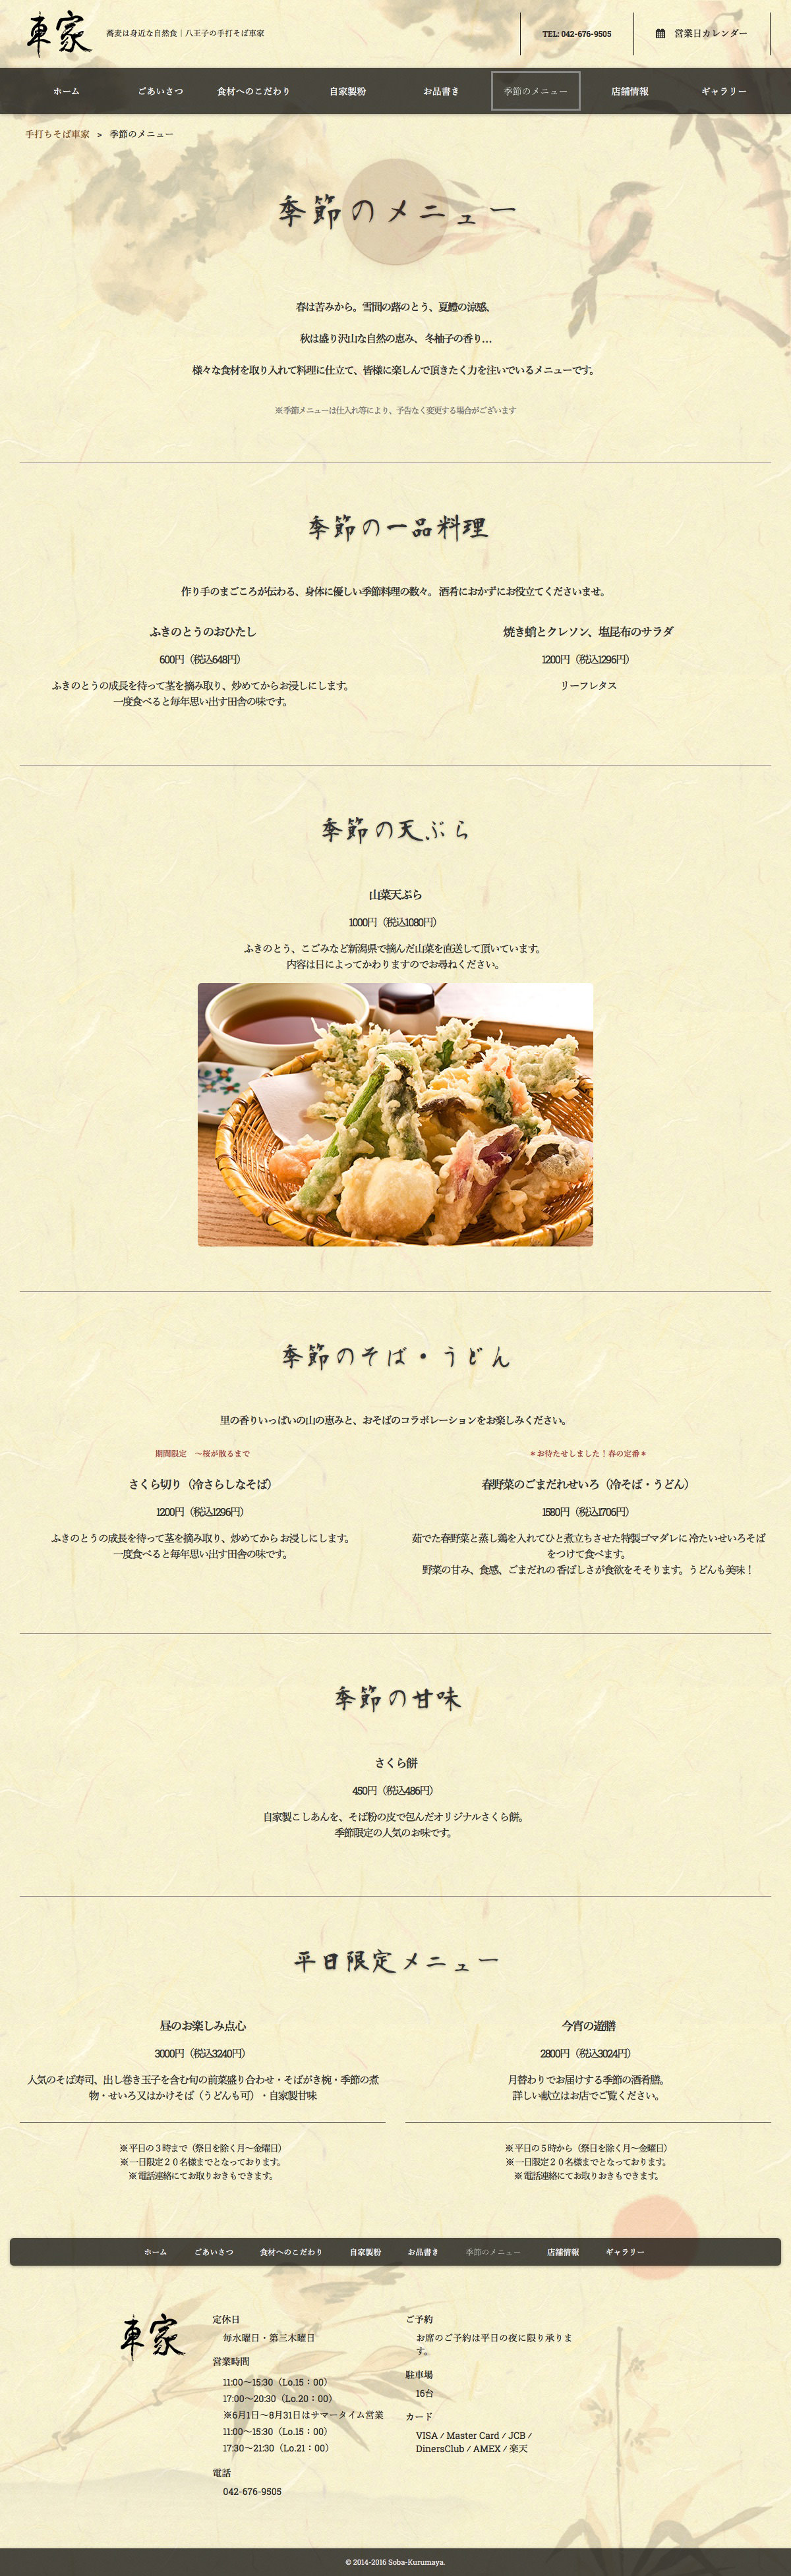 車家
蕎麦は身近な自然食｜八王子の手打そば車家
TEL: 042-676-9505
営業日カレンダー
ホーム
ごあいさつ
食材へのこだわり
自家製粉
お品書き
季節のメニュー
店舗情報
ギャラリー
手打ちそば車家 > 季節のメニュー
季節のメニュー
春は苦みから。雪間の蕗のとう、夏鱧の涼感、
秋は盛り沢山な自然の恵み、冬柚子の香り…
様々な食材を取り入れて料理に仕立て、皆様に楽しんで頂きたく力を注いでいるメニューです。
※季節メニューは仕入れ等により、予告なく変更する場合がございます
季節の一品料理
作り手のまごころが伝わる、身体に優しい季節料理の数々。酒肴におかずにお役立てくださいませ。
ふきのとうのおひたし
600円（税込648円）
ふきのとうの成長を待って茎を摘み取り、炒めてからお浸しにします。
一度食べると毎年思い出す田舎の味です。
焼き蛸とクレソン、塩昆布のサラダ
1200円（税込1296円）
リーフレタス
季節の天ぷら
山菜天ぷら
1000円（税込1080円）
ふきのとう、こごみなど新潟県で摘んだ山菜を直送して頂いています。
内容は日によってかわりますのでお尋ねください。
季節のそば・うどん
里の香りいっぱいの山の恵みと、おそばのコラボレーションをお楽しみください。
期間限定　〜桜が散るまで
さくら切り（冷さらしなそば）
1200円（税込1296円）
ふきのとうの成長を待って茎を摘み取り、炒めてから お浸しにします。
一度食べると毎年思い出す田舎の味です。
＊お待たせしました！春の定番＊
春野菜のごまだれせいろ（冷そば・うどん）
1580円（税込1706円）
茹でた春野菜と蒸し鶏を入れてひと煮立ちさせた特製ゴマダレに 冷たいせいろそば
をつけて食べます。
野菜の甘み、食感、ごまだれの 香ばしさが食欲をそそります。うどんも美味！
季節の甘味
さくら餅
450円（税込486円）
自家製こしあんを、そば粉の皮で包んだオリジナルさくら餅。
季節限定の人気のお味です。
平日限定メニュー
昼のお楽しみ点心
3000円（税込3240円）
人気のそば寿司、出し巻き玉子を含む旬の前菜盛り合わせ・そばがき椀・季節の煮
物・せいろ又はかけそば（うどんも可）・自家製甘味
※平日の３時まで（祭日を除く月〜金曜日）
※一日限定２０名様までとなっております。
※電話連絡にてお取りおきもできます。
今宵の遊膳
2800円（税込3024円）
月替わりでお届けする季節の酒肴膳。
詳しい献立はお店でご覧ください。
※平日の５時から（祭日を除く月〜金曜日）
※一日限定２０名様までとなっております。
※電話連絡にてお取りおきもできます。
ホーム
ごあいさつ
食材へのこだわり
自家製粉
お品書き
季節のメニュー
店舗情報
ギャラリー
車家
定休日
毎水曜日・第三木曜日
営業時間
11:00〜15:30（Lo.15：00）
17:00〜20:30（Lo.20：00）
※6月1日〜8月31日はサマータイム営業
11:00〜15:30（Lo.15：00）
17:30〜21:30（Lo.21：00）
電話
042-676-9505
ご予約
お席のご予約は平日の夜に限り承りま
す。
駐車場
16台
カード
VISA / Master Card / JCB /
DinersClub / AMEX / 楽天
© 2014-2016 Soba-Kurumaya.